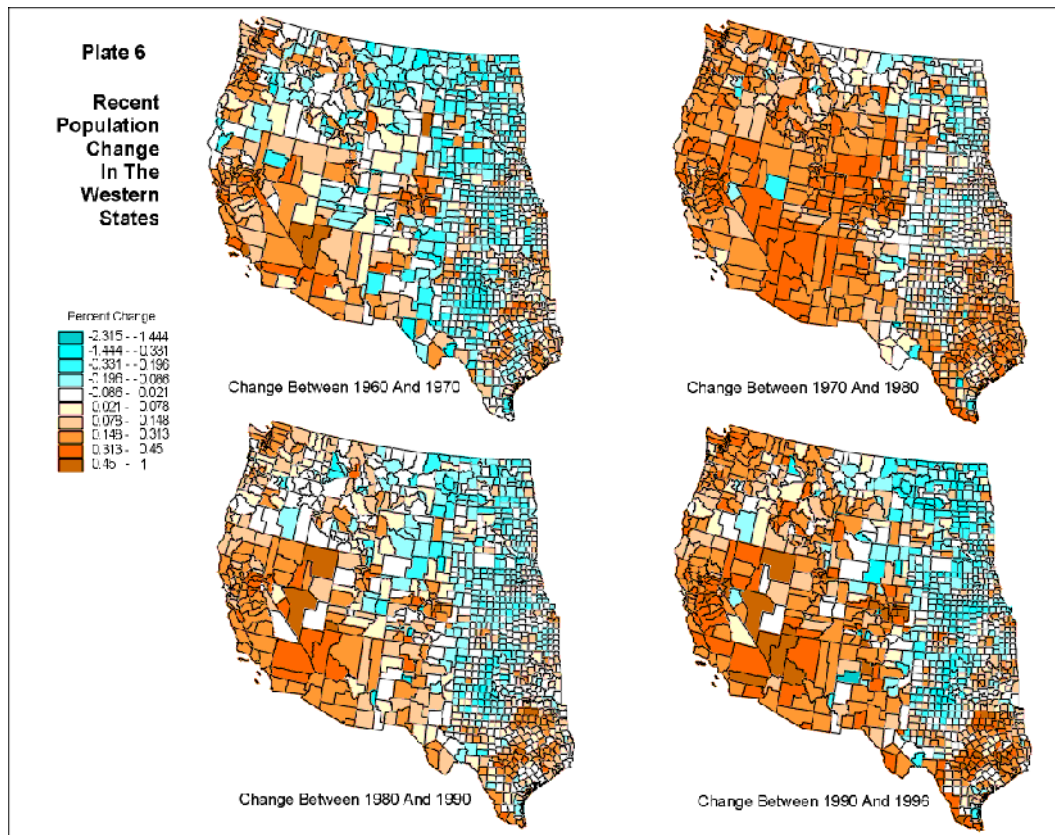 Plate 6
Recent
Population
Change
In The
Western
States
Percent Change
-2.315 - -1.444
-1.444 - -0.331
-0.331 - -0.196
-0.196 - -0.086
-0.086 - 0.021
0.021 - 0.078
0.078 - 0.148
0.148 - 0.313
0.313 - 0.45
0.45 - 1
Change Between 1960 And 1970
Change Between 1970 And 1980
Change Between 1980 And 1990
Change Between 1990 And 1996